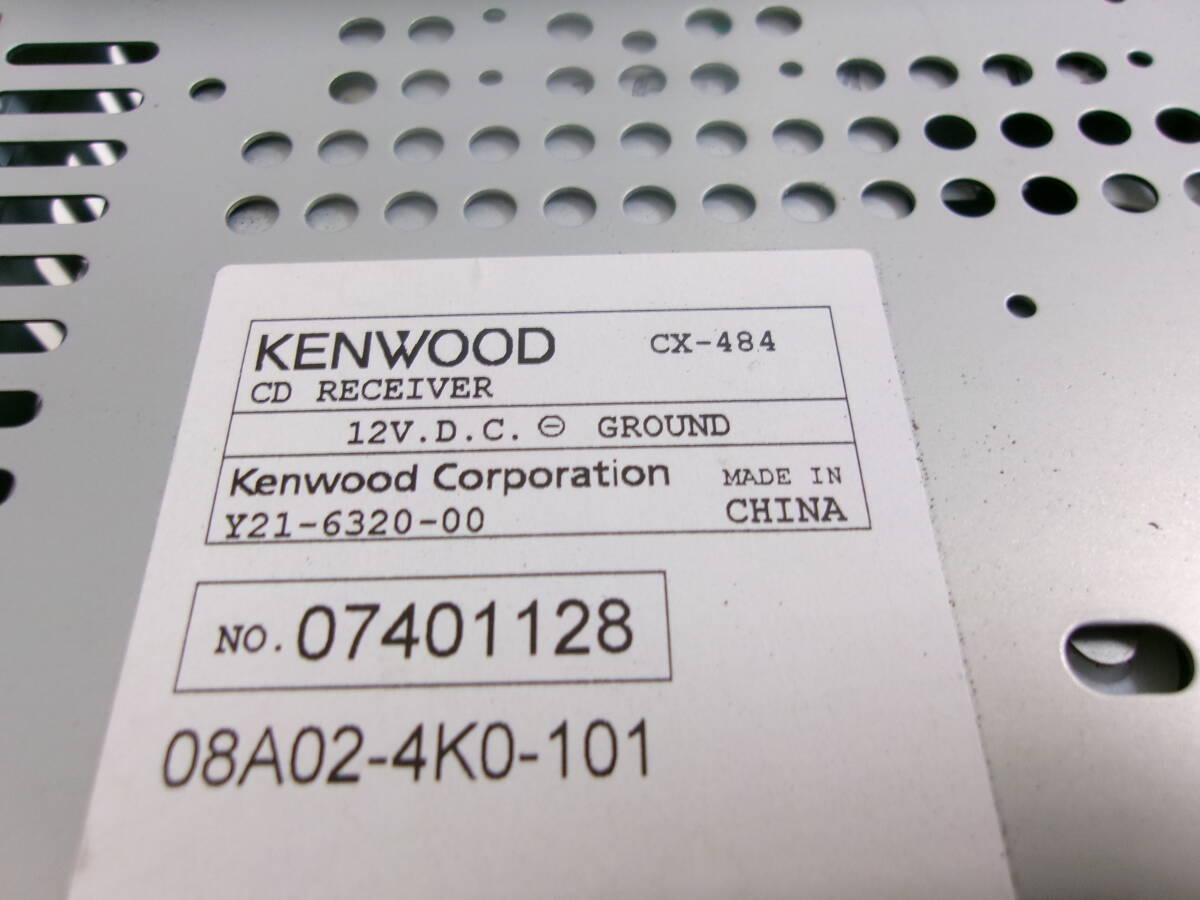 KENWOOD CX-484
CD RECEIVER
12V.D.C. ⊖ GROUND
Kenwood Corporation MADE IN
Y21-6320-00 CHINA
NO. 07401128
08A02-4K0-101